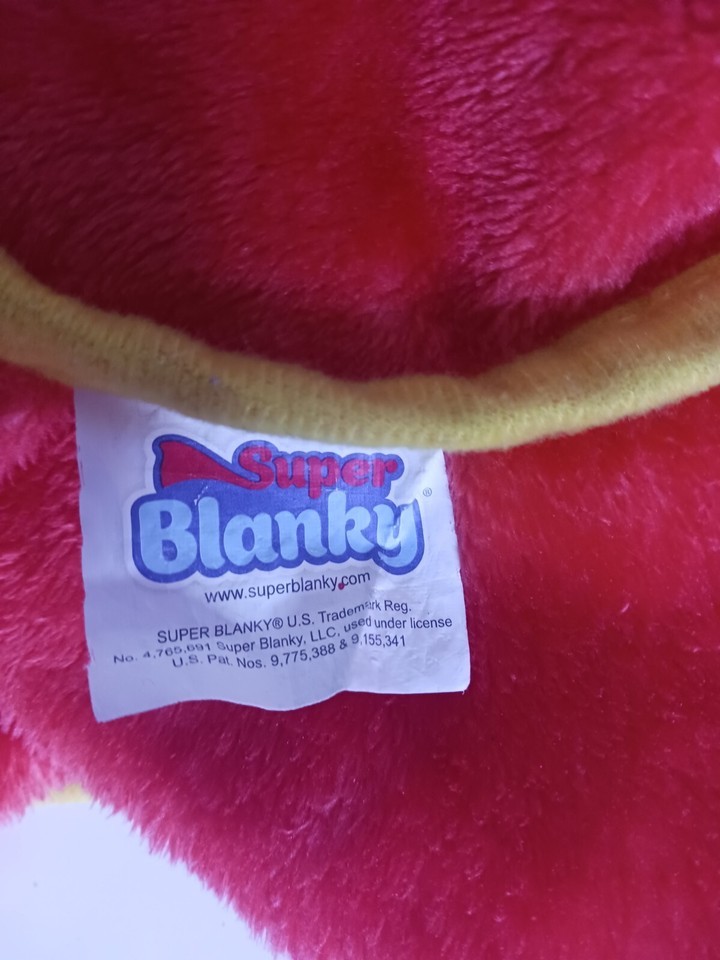 Super
Blanky®
www.superblanky.com
SUPER BLANKY® U.S. Trademark Reg.
No. 4,765,691 Super Blanky, LLC, used under license
U.S. Pat. Nos. 9,775,388 & 9,155,341